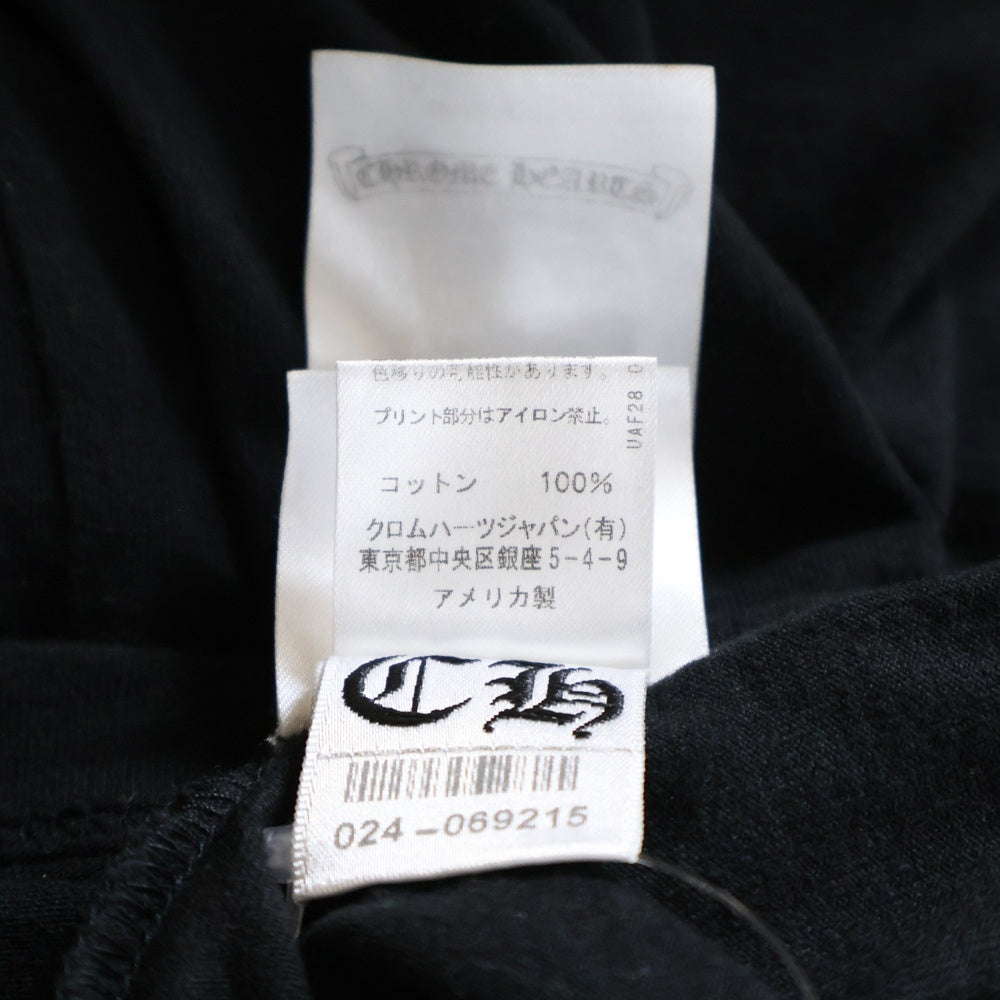 CHROME HEARTS
色移りの可能性があります。
プリント部分はアイロン禁止。
UAF28 0
コットン 100%
クロムハーツジャパン(有)
東京都中央区銀座5-4-9
アメリカ製
CH
024-069215